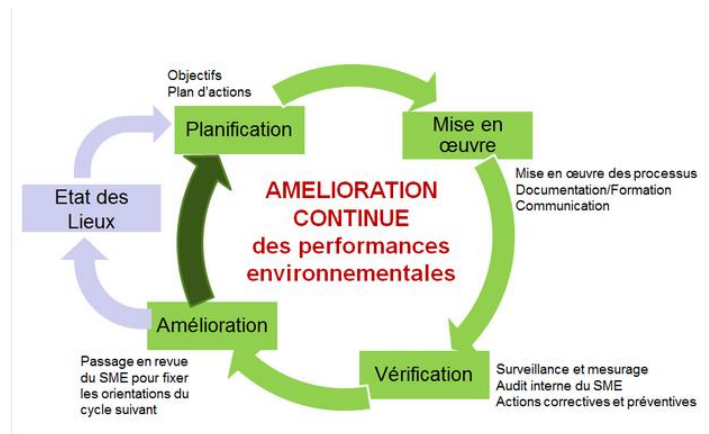 Objectifs
Plan d'actions
Planification
Mise en
œuvre
Mise en œuvre des processus
Documentation/Formation
Communication
Etat des
Lieux
AMELIORATION
CONTINUE
des performances
environnementales
Amélioration
Passage en revue
du SME pour fixer
les orientations du
cycle suivant
Vérification
Surveillance et mesurage
Audit interne du SME
Actions correctives et préventives